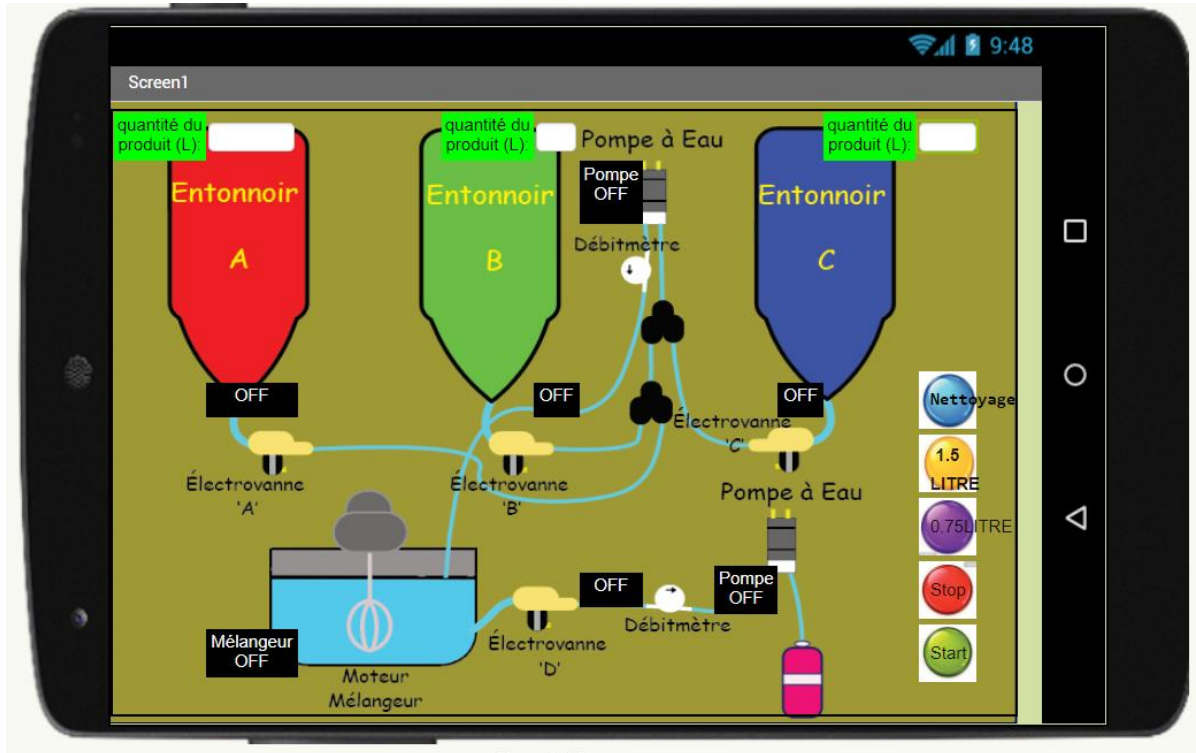 9:48
Screen1
quantité du
produit (L):
quantité du
produit (L):
Pompe à Eau
quantité du
produit (L):
Pompe
OFF
Entonnoir
A
Entonnoir
B
Entonnoir
C
Débitmètre
OFF
OFF
OFF
Électrovanne
'A'
Électrovanne
'B'
Électrovanne
'C'
Pompe à Eau
Nettoyage
1.5
LITRE
0.75LITRE
Stop
Start
Mélangeur
OFF
Moteur
Mélangeur
Électrovanne
'D'
OFF
Débitmètre
Pompe
OFF